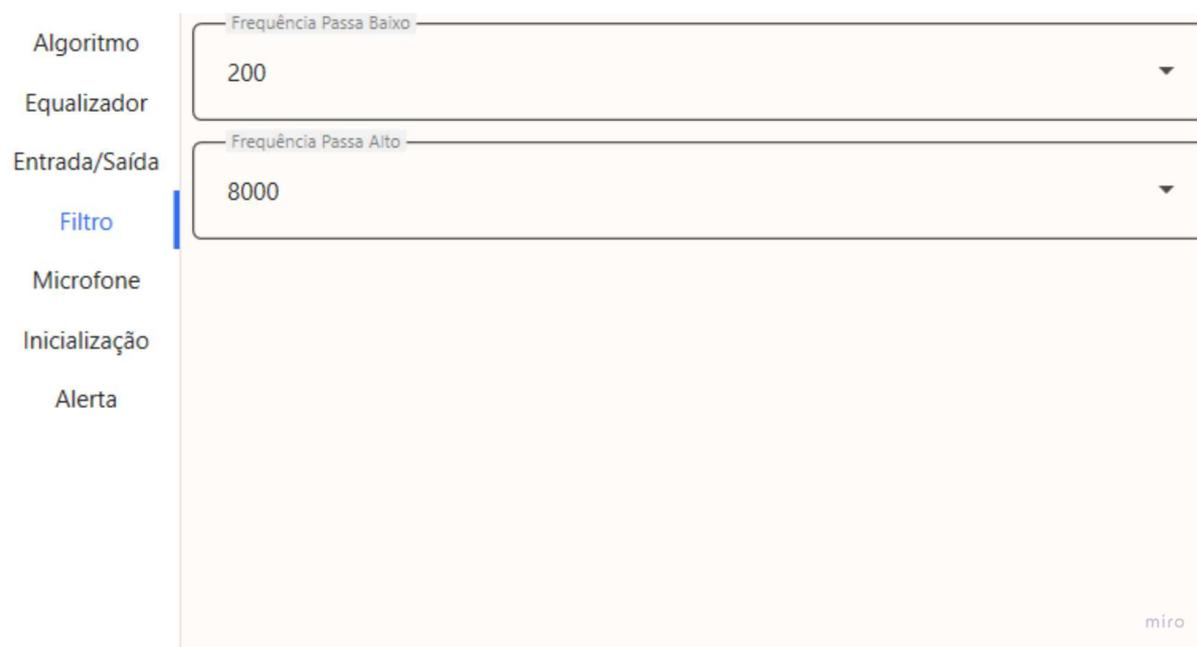 Algoritmo
Equalizador
Entrada/Saída
Filtro
Microfone
Inicialização
Alerta
Frequência Passa Baixo
200
Frequência Passa Alto
8000
miro